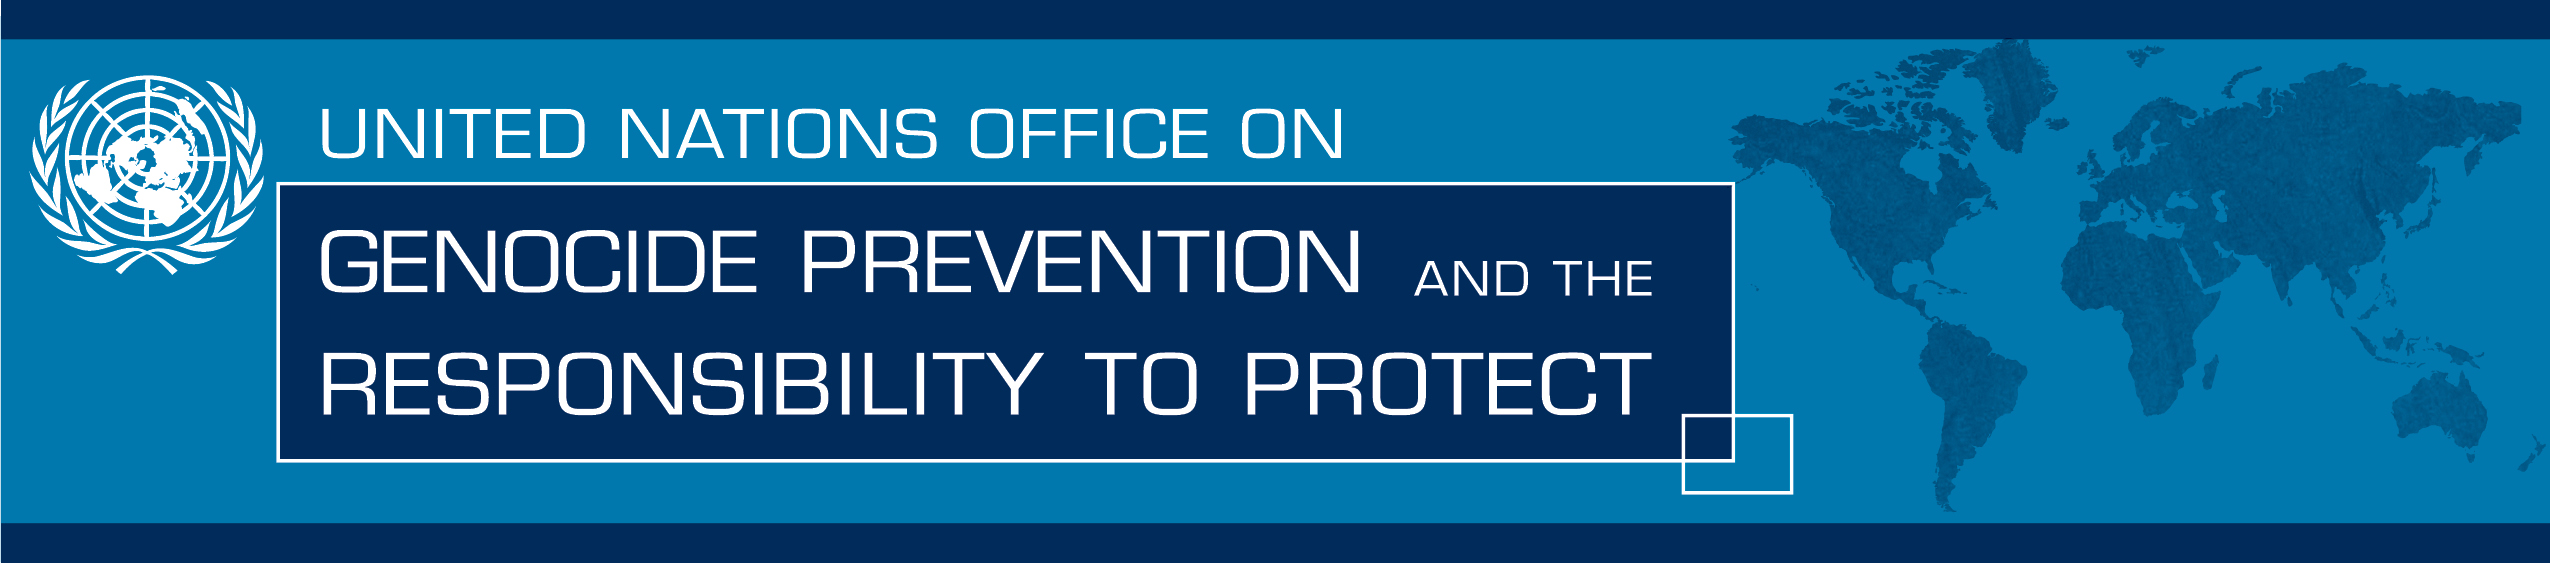 UNITED NATIONS OFFICE ON
GENOCIDE PREVENTION AND THE
RESPONSIBILITY TO PROTECT